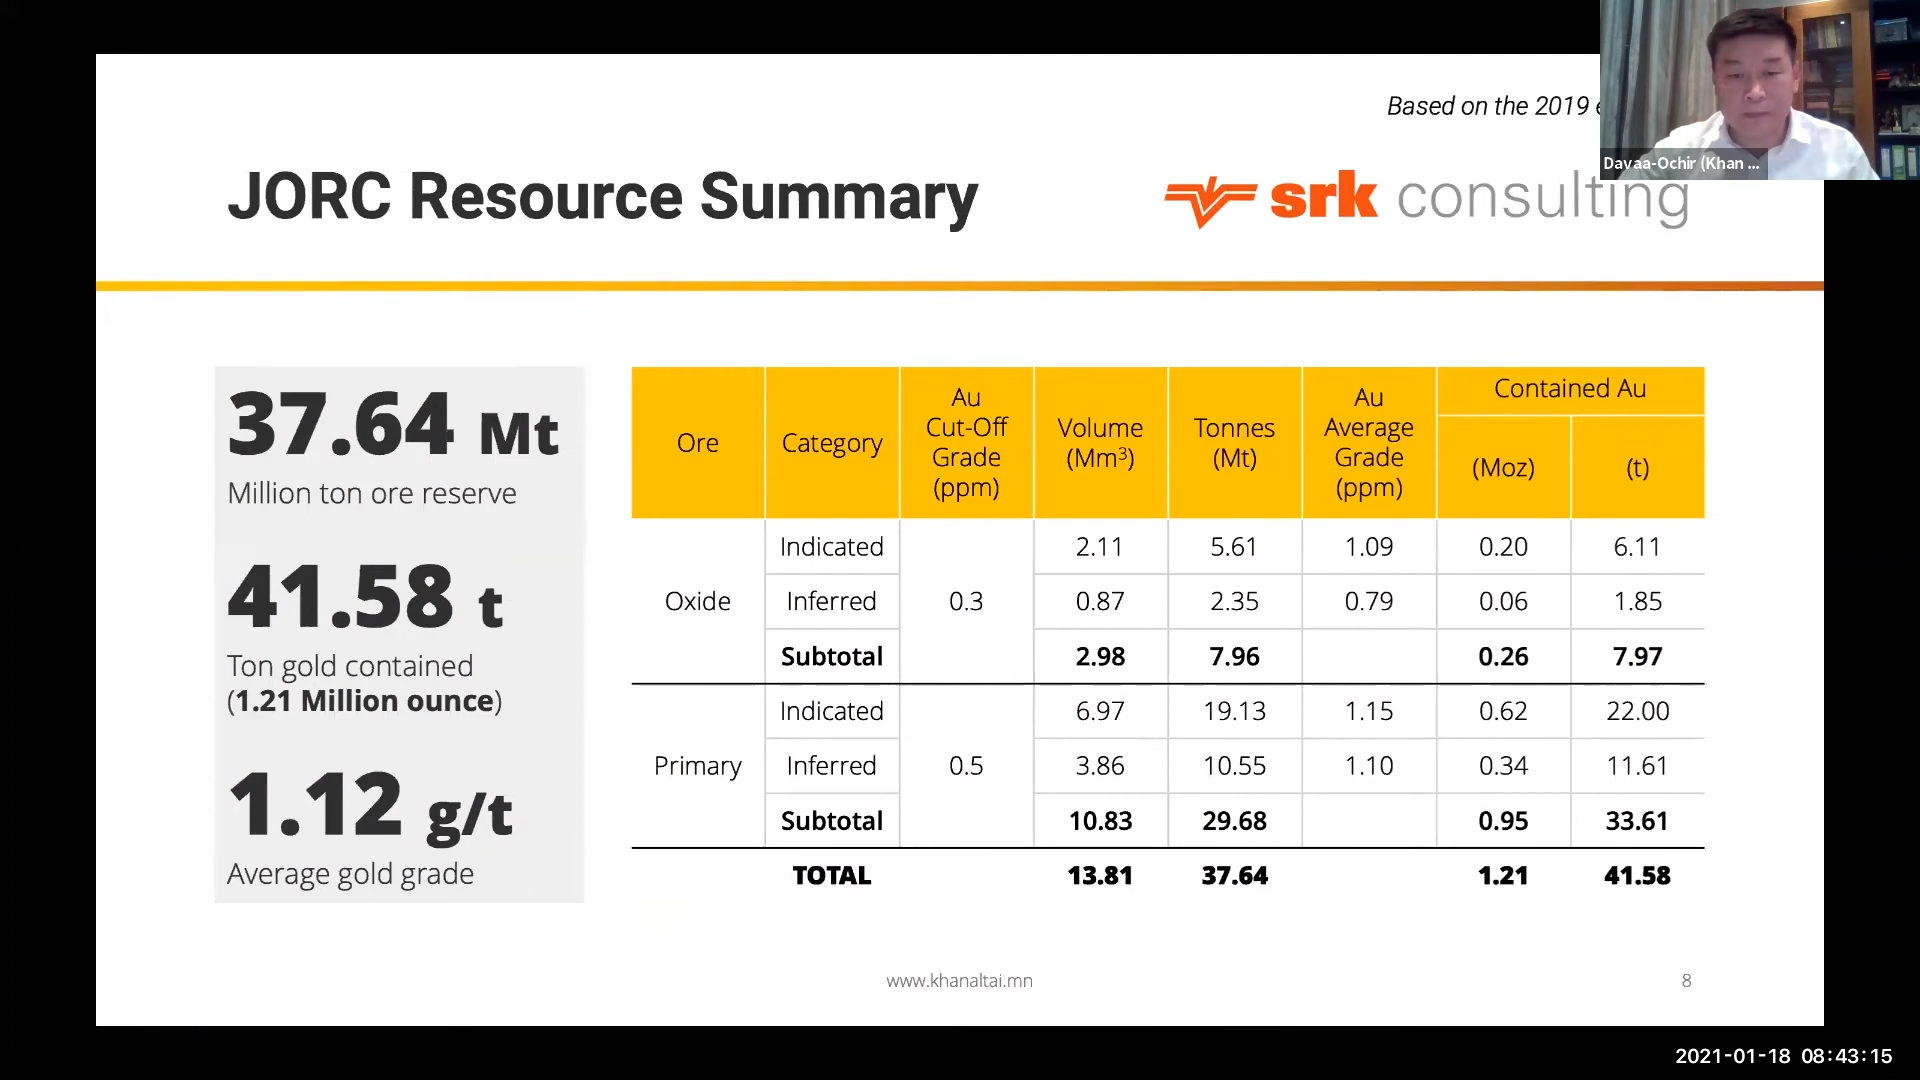 Based on the 2019
Davaa-Ochir (Khan ...
JORC Resource Summary
srk consulting
37.64 Mt
Million ton ore reserve
41.58 t
Ton gold contained
(1.21 Million ounce)
1.12 g/t
Average gold grade
Ore Category Au Cut-Off Grade (ppm) Volume (Mm³) Tonnes (Mt) Au Average Grade (ppm) Contained Au
(Moz) (t)
Indicated 2.11 5.61 1.09 0.20 6.11
Oxide Inferred 0.3 0.87 2.35 0.79 0.06 1.85
Subtotal 2.98 7.96 0.26 7.97
Indicated 6.97 19.13 1.15 0.62 22.00
Primary Inferred 0.5 3.86 10.55 1.10 0.34 11.61
Subtotal 10.83 29.68 0.95 33.61
TOTAL 13.81 37.64 1.21 41.58
www.khanaltai.mn
8
2021-01-18 08:43:15